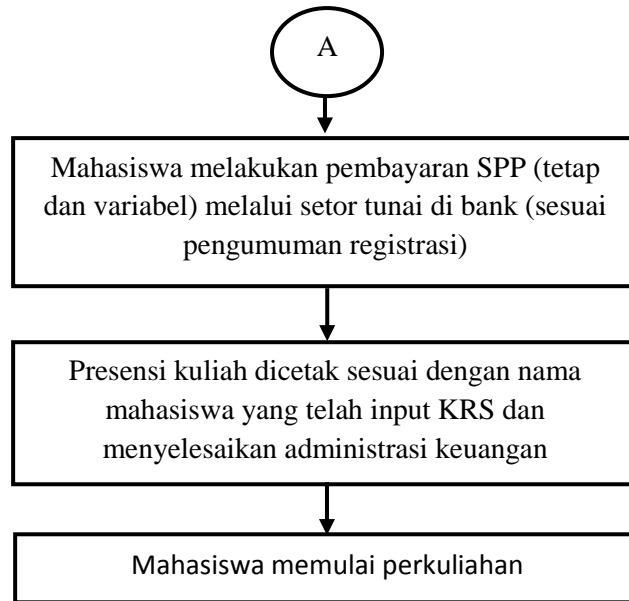 A
Mahasiswa melakukan pembayaran SPP (tetap
dan variabel) melalui setor tunai di bank (sesuai
pengumuman registrasi)
Presensi kuliah dicetak sesuai dengan nama
mahasiswa yang telah input KRS dan
menyelesaikan administrasi keuangan
Mahasiswa memulai perkuliahan